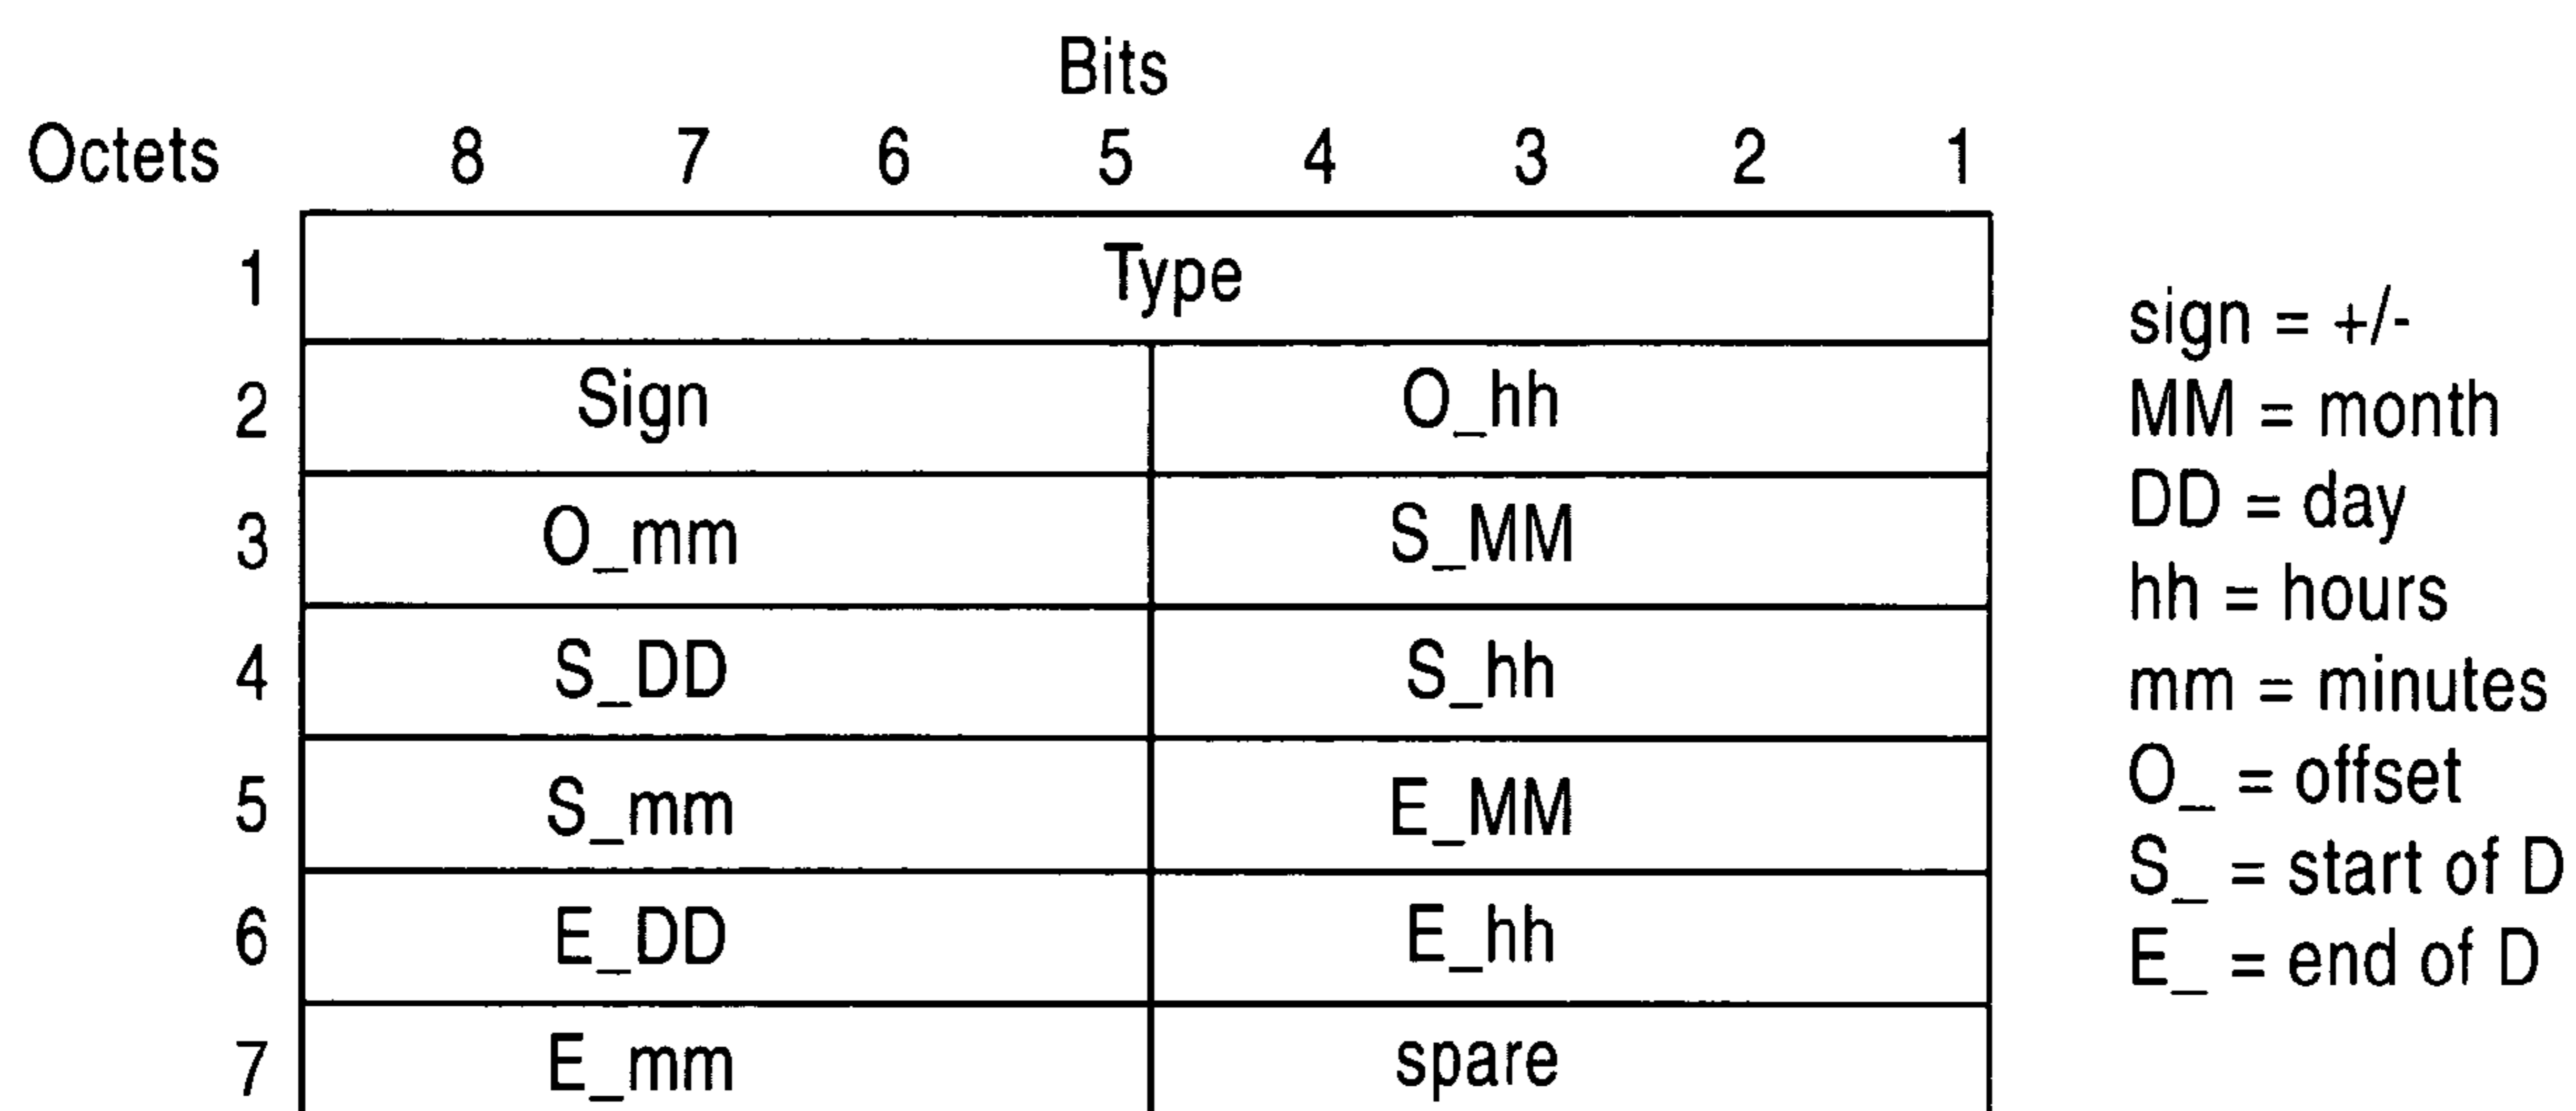 Bits
Octets 8 7 6 5 4 3 2 1
1 Type
2 Sign O_hh
3 O_mm S_MM
4 S_DD S_hh
5 S_mm E_MM
6 E_DD E_hh
7 E_mm spare
sign = +/-
MM = month
DD = day
hh = hours
mm = minutes
O_ = offset
S_ = start of D
E_ = end of D